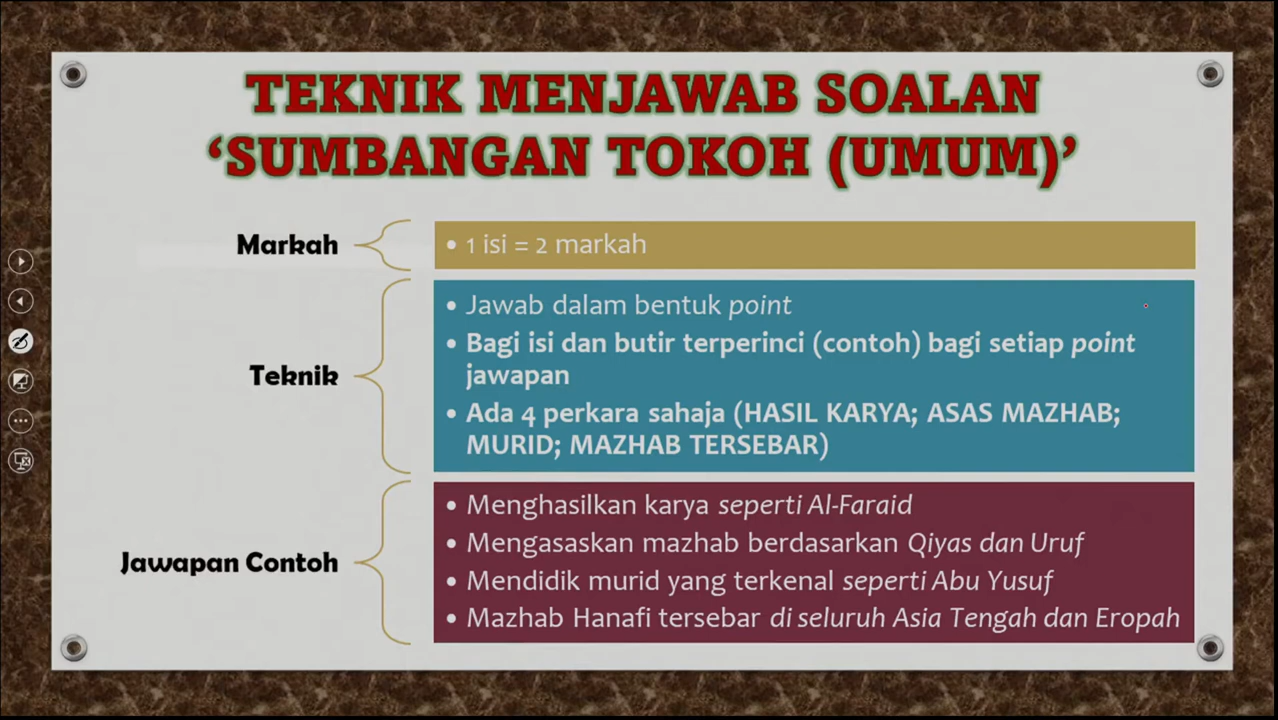 TEKNIK MENJAWAB SOALAN
‘SUMBANGAN TOKOH (UMUM)’
Markah
• 1 isi = 2 markah
Teknik
• Jawab dalam bentuk point
• Bagi isi dan butir terperinci (contoh) bagi setiap point
jawapan
• Ada 4 perkara sahaja (HASIL KARYA; ASAS MAZHAB;
MURID; MAZHAB TERSEBAR)
Jawapan Contoh
• Menghasilkan karya seperti Al-Faraid
• Mengasaskan mazhab berdasarkan Qiyas dan Uruf
• Mendidik murid yang terkenal seperti Abu Yusuf
• Mazhab Hanafi tersebar di seluruh Asia Tengah dan Eropah